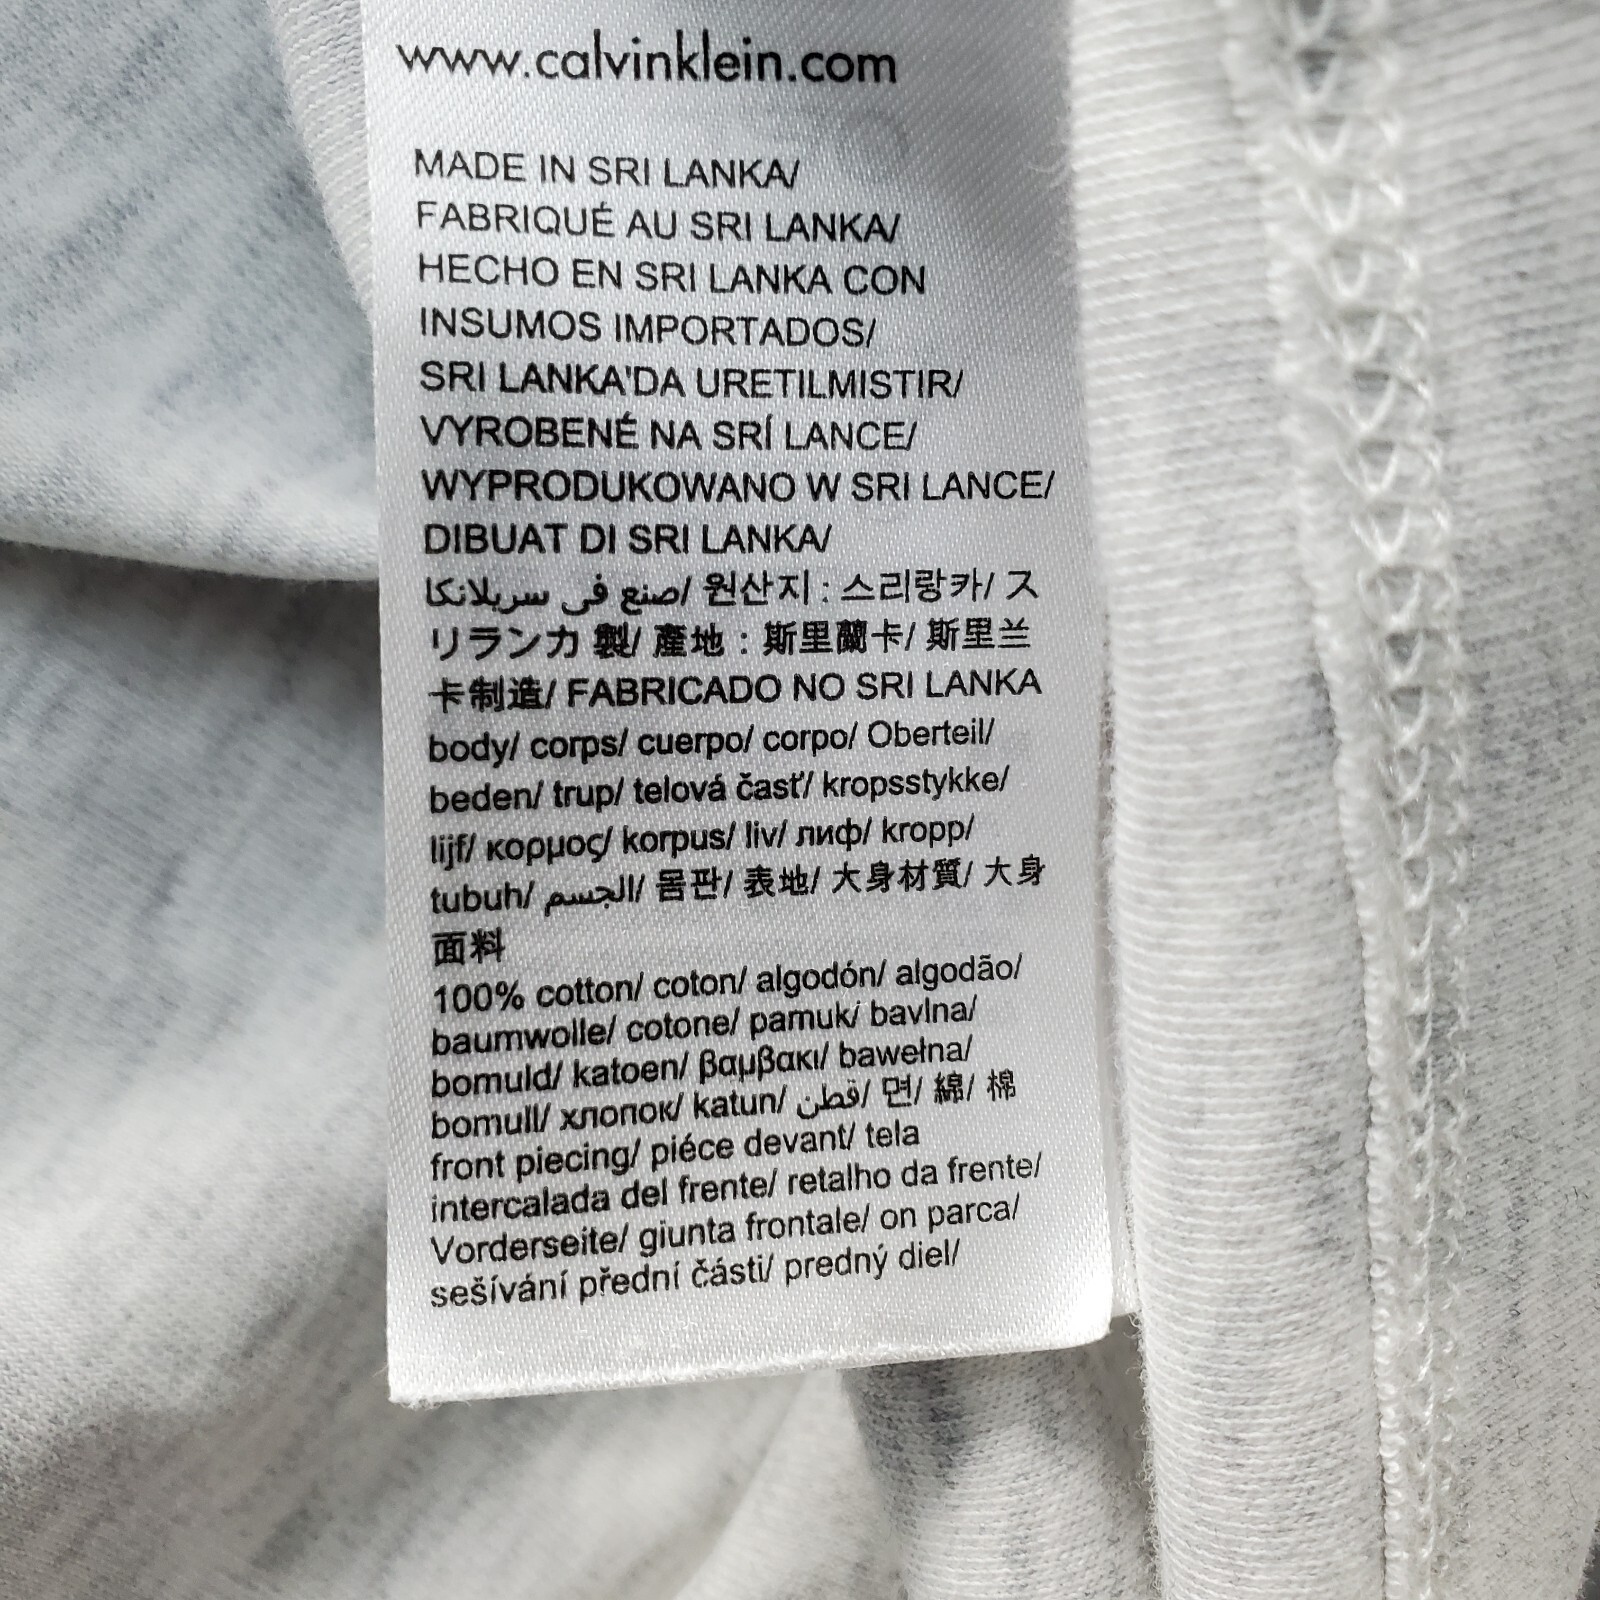 www.calvinklein.com
MADE IN SRI LANKA/
FABRIQUÉ AU SRI LANKA/
HECHO EN SRI LANKA CON
INSUMOS IMPORTADOS/
SRI LANKA'DA URETILMISTIR/
VYROBENÉ NA SRÍ LANCE/
WYPRODUKOWANO W SRI LANCE/
DIBUAT DI SRI LANKA/
صنع في سريلانكا/ 원산지 : 스리랑카/ ス
リランカ 製/ 產地 : 斯里蘭卡/ 斯里兰
卡制造/ FABRICADO NO SRI LANKA
body/ corps/ cuerpo/ corpo/ Oberteil/
beden/ trup/ telová časť/ kropsstykke/
lijf/ κορμος/ korpus/ liv/ лиф/ kropp/
tubuh/ الجسم/ 몸판/ 表地/ 大身材質/ 大身
面料
100% cotton/ coton/ algodón/ algodão/
baumwolle/ cotone/ pamuk/ bavlna/
bomuld/ katoen/ βαμβακι/ bawełna/
bomull/ хлопок/ katun/ قطن/ 면/ 綿/ 棉
front piecing/ piéce devant/ tela
intercalada del frente/ retalho da frente/
Vorderseite/ giunta frontale/ on parca/
sešívání přední části/ predný diel/